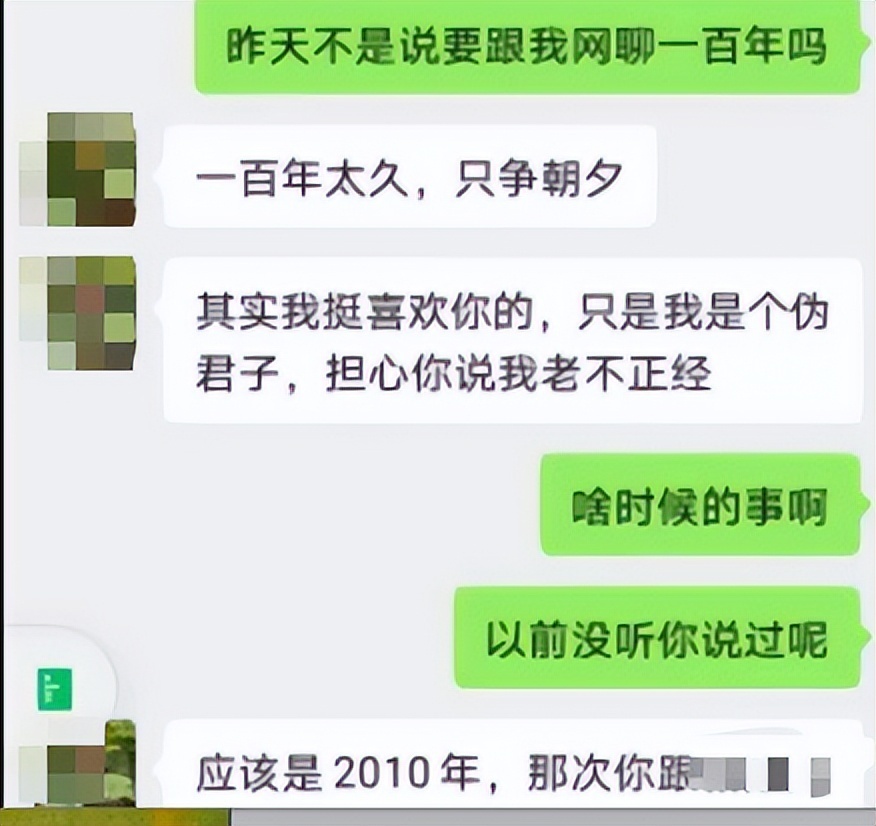 昨天不是说要跟我网聊一百年吗
一百年太久，只争朝夕
其实我挺喜欢你的，只是我是个伪
君子，担心你说我老不正经
啥时候的事啊
以前没听你说过呢
应该是2010年，那次你跟